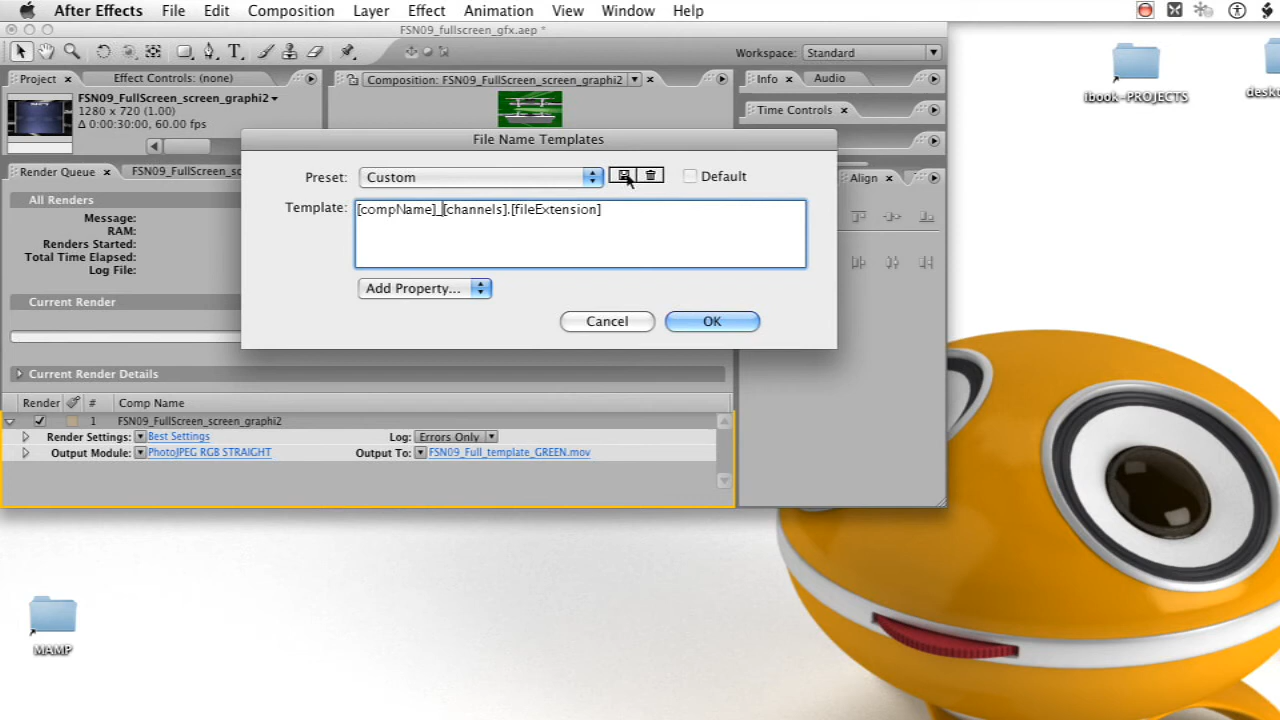 After Effects File Edit Composition Layer Effect Animation View Window Help
FSN09_fullscreen_gfx.aep *
Workspace: Standard
Project Effect Controls: (none) Composition: FSN09_FullScreen_screen_graphi2 Info Audio
FSN09_FullScreen_screen_graphi2
1280 x 720 (1.00)
Δ 0:00:30:00, 60.00 fps
Time Controls
ibook--PROJECTS
deskt
File Name Templates
Render Queue FSN09_FullScreen_sc
Preset: Custom Default
Align
All Renders
Message:
RAM:
Renders Started:
Total Time Elapsed:
Log File:
Template: [compName]_[channels].[fileExtension]
Add Property...
Current Render
Cancel OK
Current Render Details
Render # Comp Name
1 FSN09_FullScreen_screen_graphi2
Render Settings: Best Settings Log: Errors Only
Output Module: PhotoJPEG RGB STRAIGHT Output To: FSN09_Full_template_GREEN.mov
MAMP